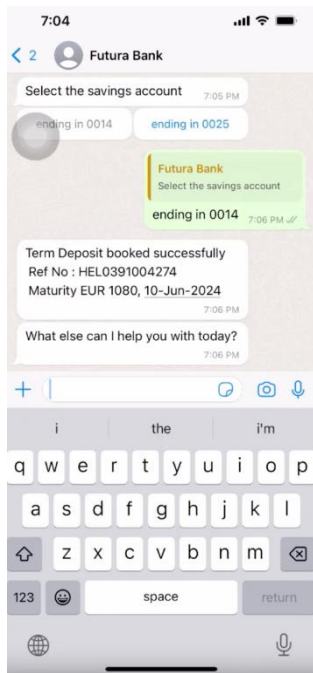 7:04
2
Futura Bank
Select the savings account
7:05 PM
ending in 0014
ending in 0025
Futura Bank
Select the savings account
ending in 0014
7:06 PM
Term Deposit booked successfully
Ref No : HEL0391004274
Maturity EUR 1080, 10-Jun-2024
7:06 PM
What else can I help you with today?
7:06 PM
i the i'm
q w e r t y u i o p
a s d f g h j k l
z x c v b n m
123 space return